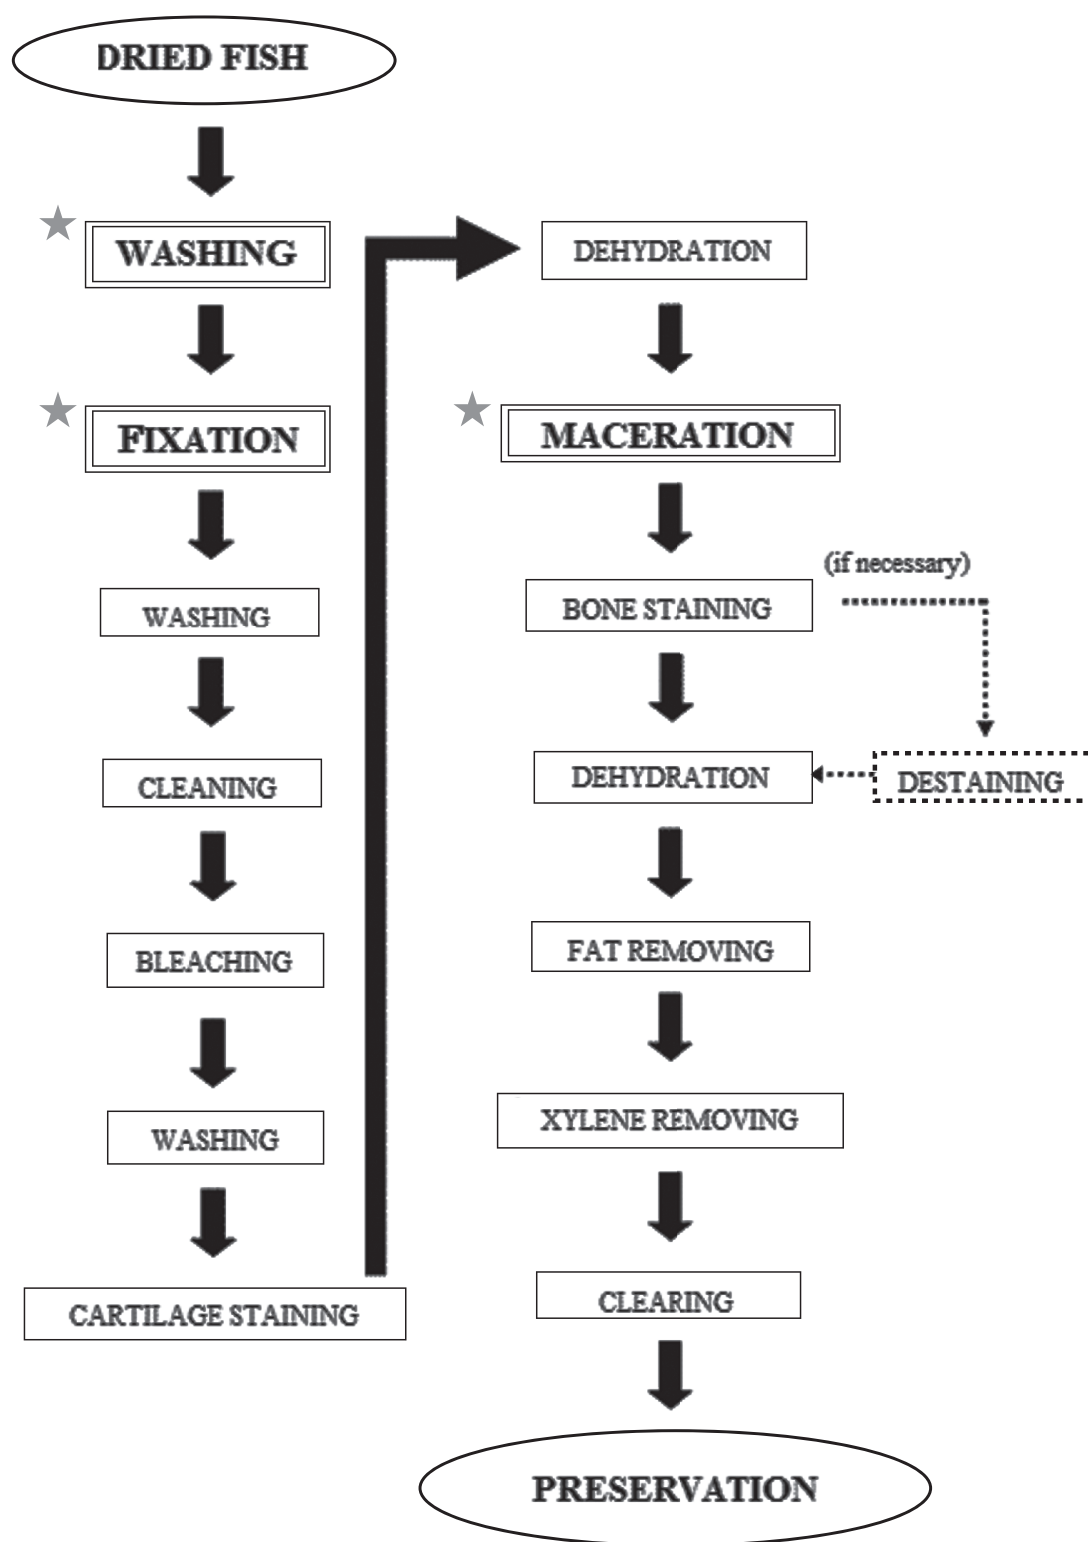 DRIED FISH
WASHING
FIXATION
WASHING
CLEANING
BLEACHING
WASHING
CARTILAGE STAINING
DEHYDRATION
MACERATION
BONE STAINING
(if necessary)
DESTAINING
DEHYDRATION
FAT REMOVING
XYLENE REMOVING
CLEARING
PRESERVATION